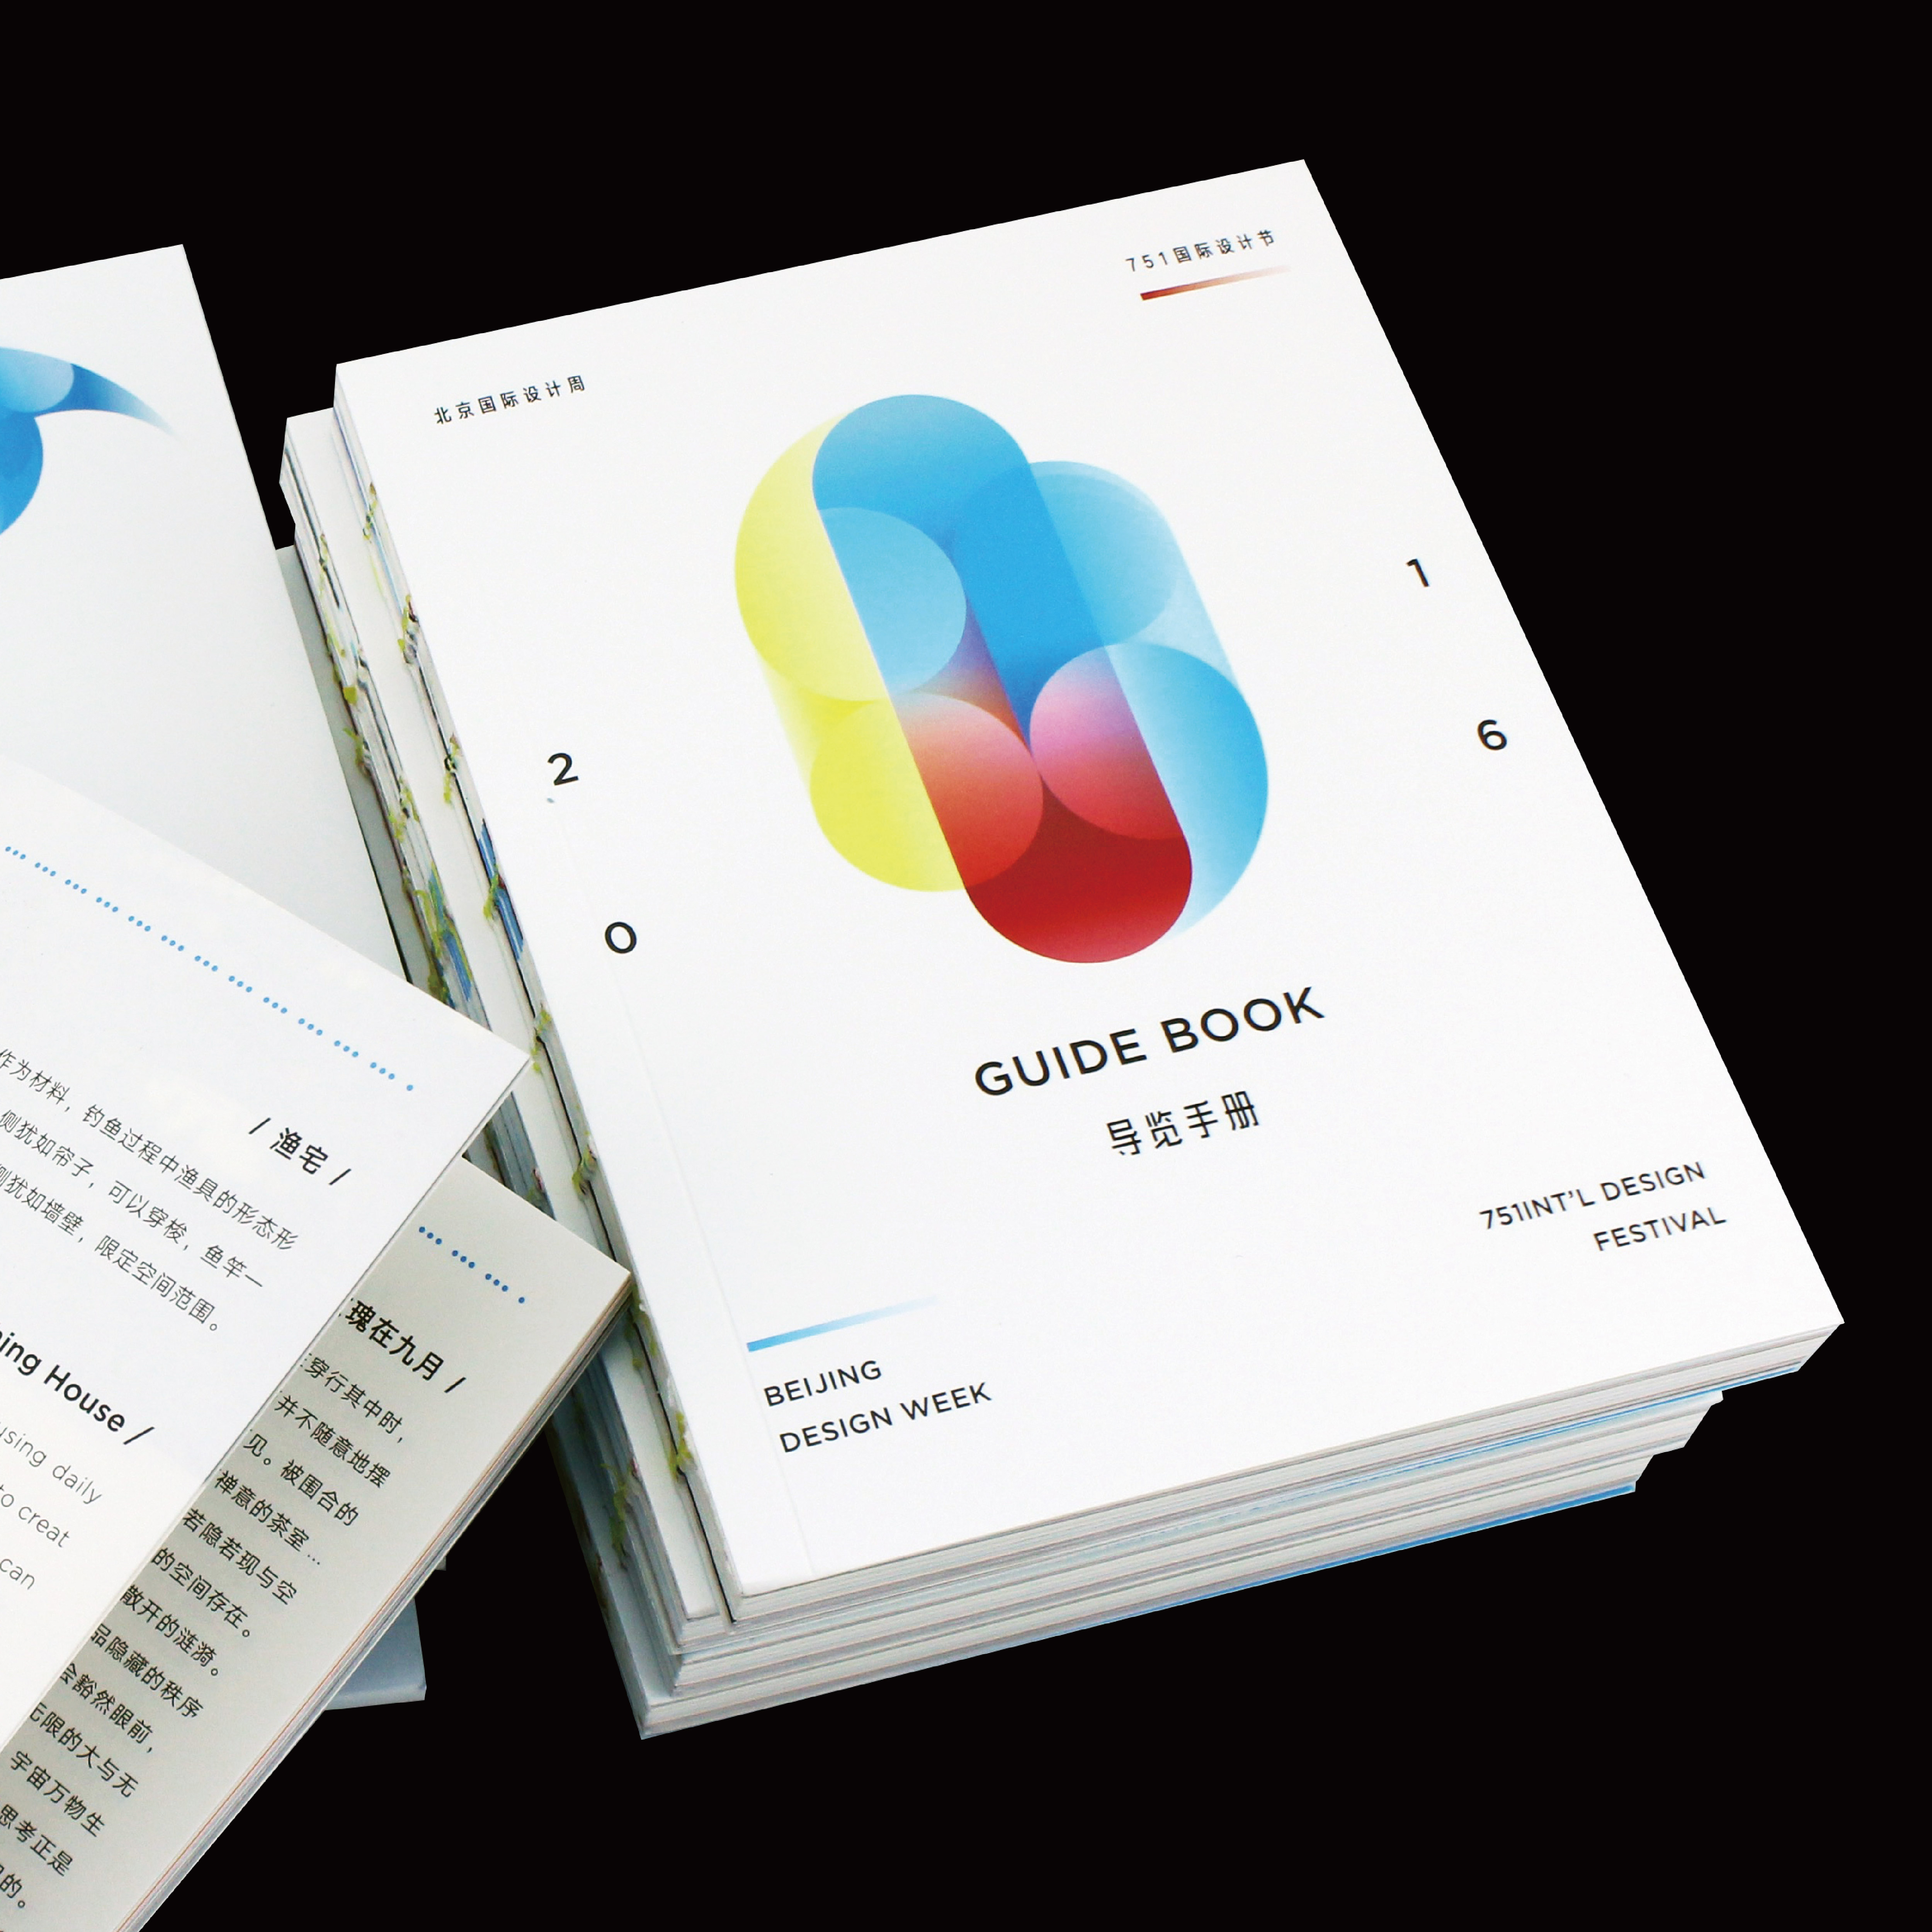 751国际设计节
北京国际设计周
2
0
1
6
GUIDE BOOK
导览手册
751INT'L DESIGN
FESTIVAL
BEIJING
DESIGN WEEK
/ 渔宅 /
作为材料，钓鱼过程中渔具的形态形
侧犹如帘子，可以穿梭，鱼竿一
侧犹如墙壁，限定空间范围。
House /
using daily
to creat
can
瑰在九月 /
穿行其中时，
并不随意地摆
见。被围合的
禅意的茶室...
若隐若现与空
的空间存在。
散开的涟漪。
品隐藏的秩序
会豁然眼前，
无限的大与无
宇宙万物生
思考正是
的。